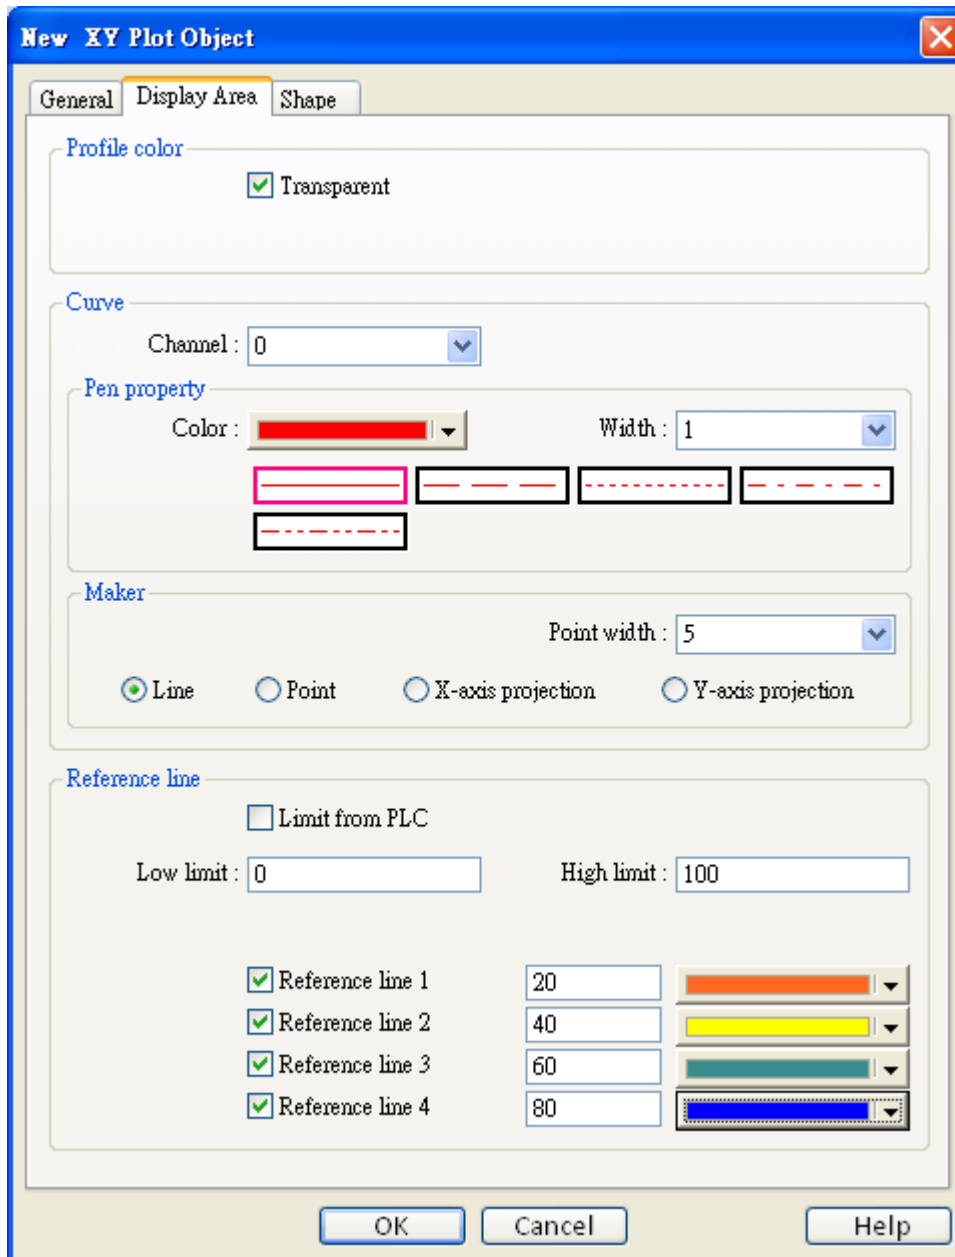 New XY Plot Object
General Display Area Shape
Profile color
Transparent
Curve
Channel : 0
Pen property
Color : Width : 1
Maker
Point width : 5
Line Point X-axis projection Y-axis projection
Reference line
Limit from PLC
Low limit : 0 High limit : 100
Reference line 1 20
Reference line 2 40
Reference line 3 60
Reference line 4 80
OK Cancel Help